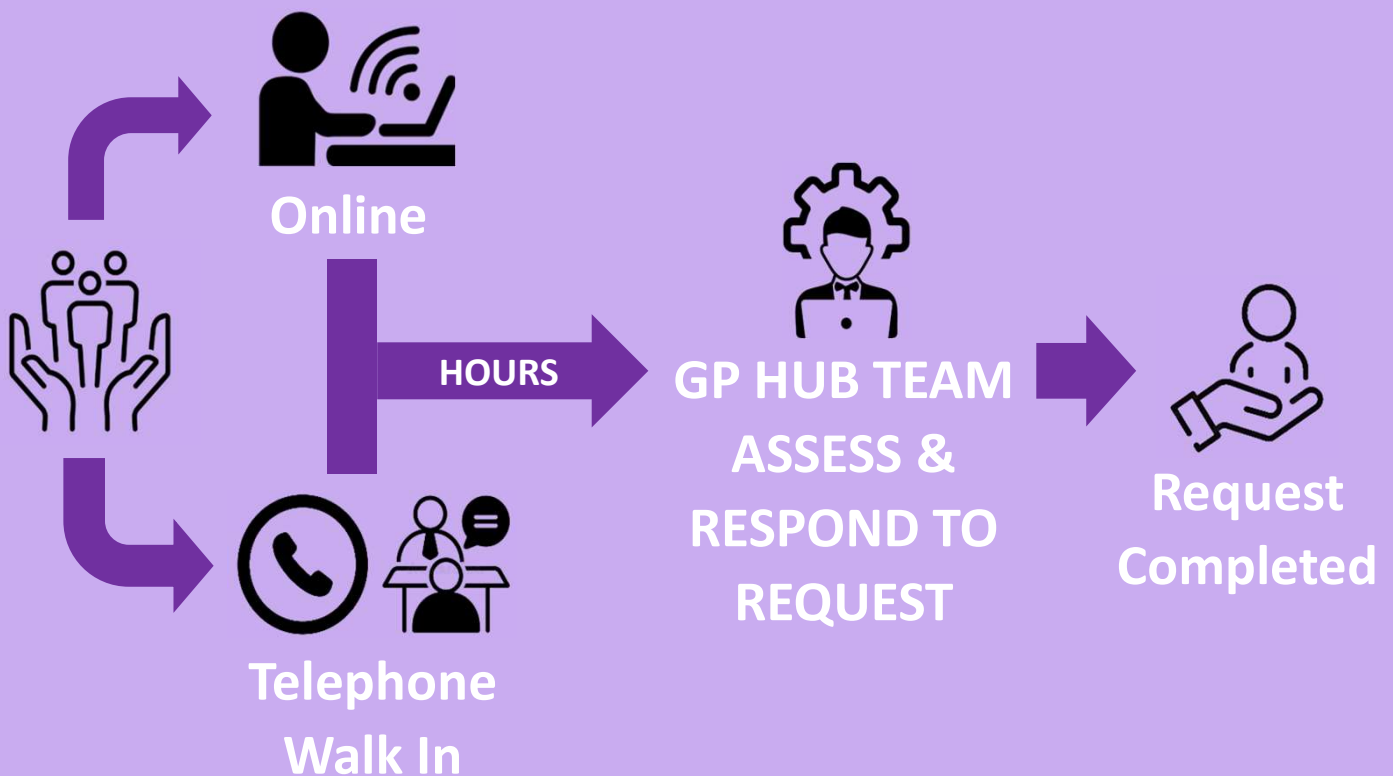 Online
HOURS
GP HUB TEAM
ASSESS &
RESPOND TO
REQUEST
Request
Completed
Telephone
Walk In